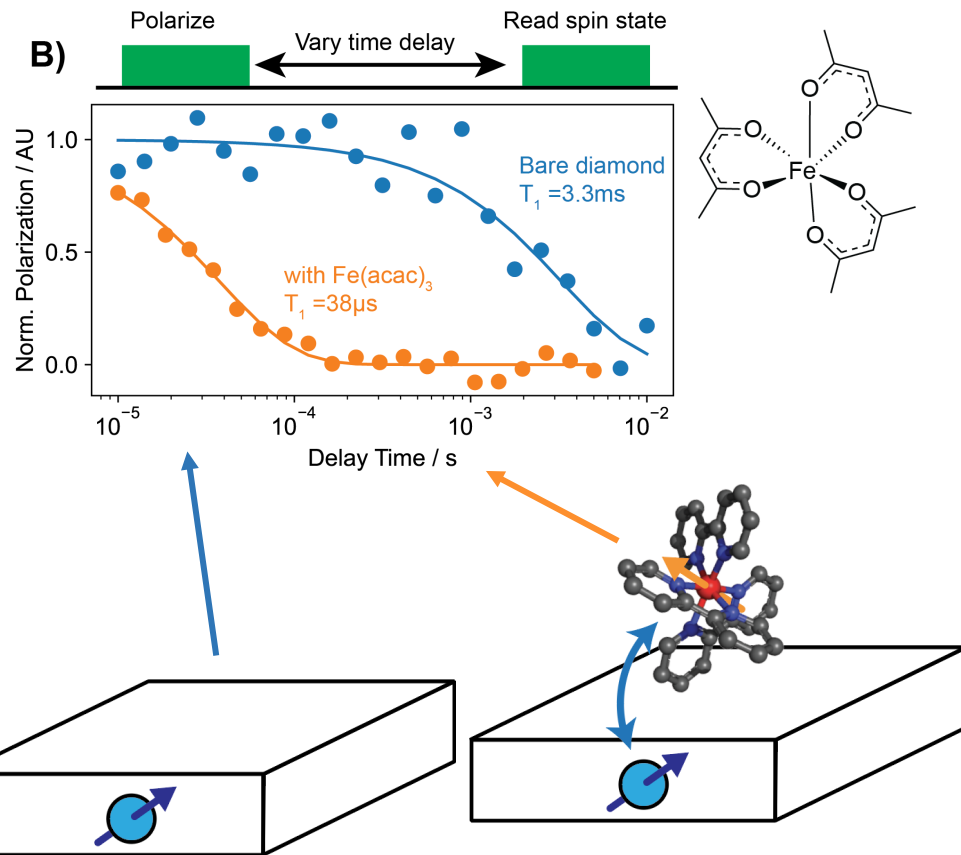 Polarize
Read spin state
B)
Vary time delay
Norm. Polarization / AU
1.0
0.5
0.0
Bare diamond
T₁ =3.3ms
with Fe(acac)₃
T₁ =38µs
10⁻⁵
10⁻⁴
10⁻³
10⁻²
Delay Time / s
O
O
O
Fe
O
O
O